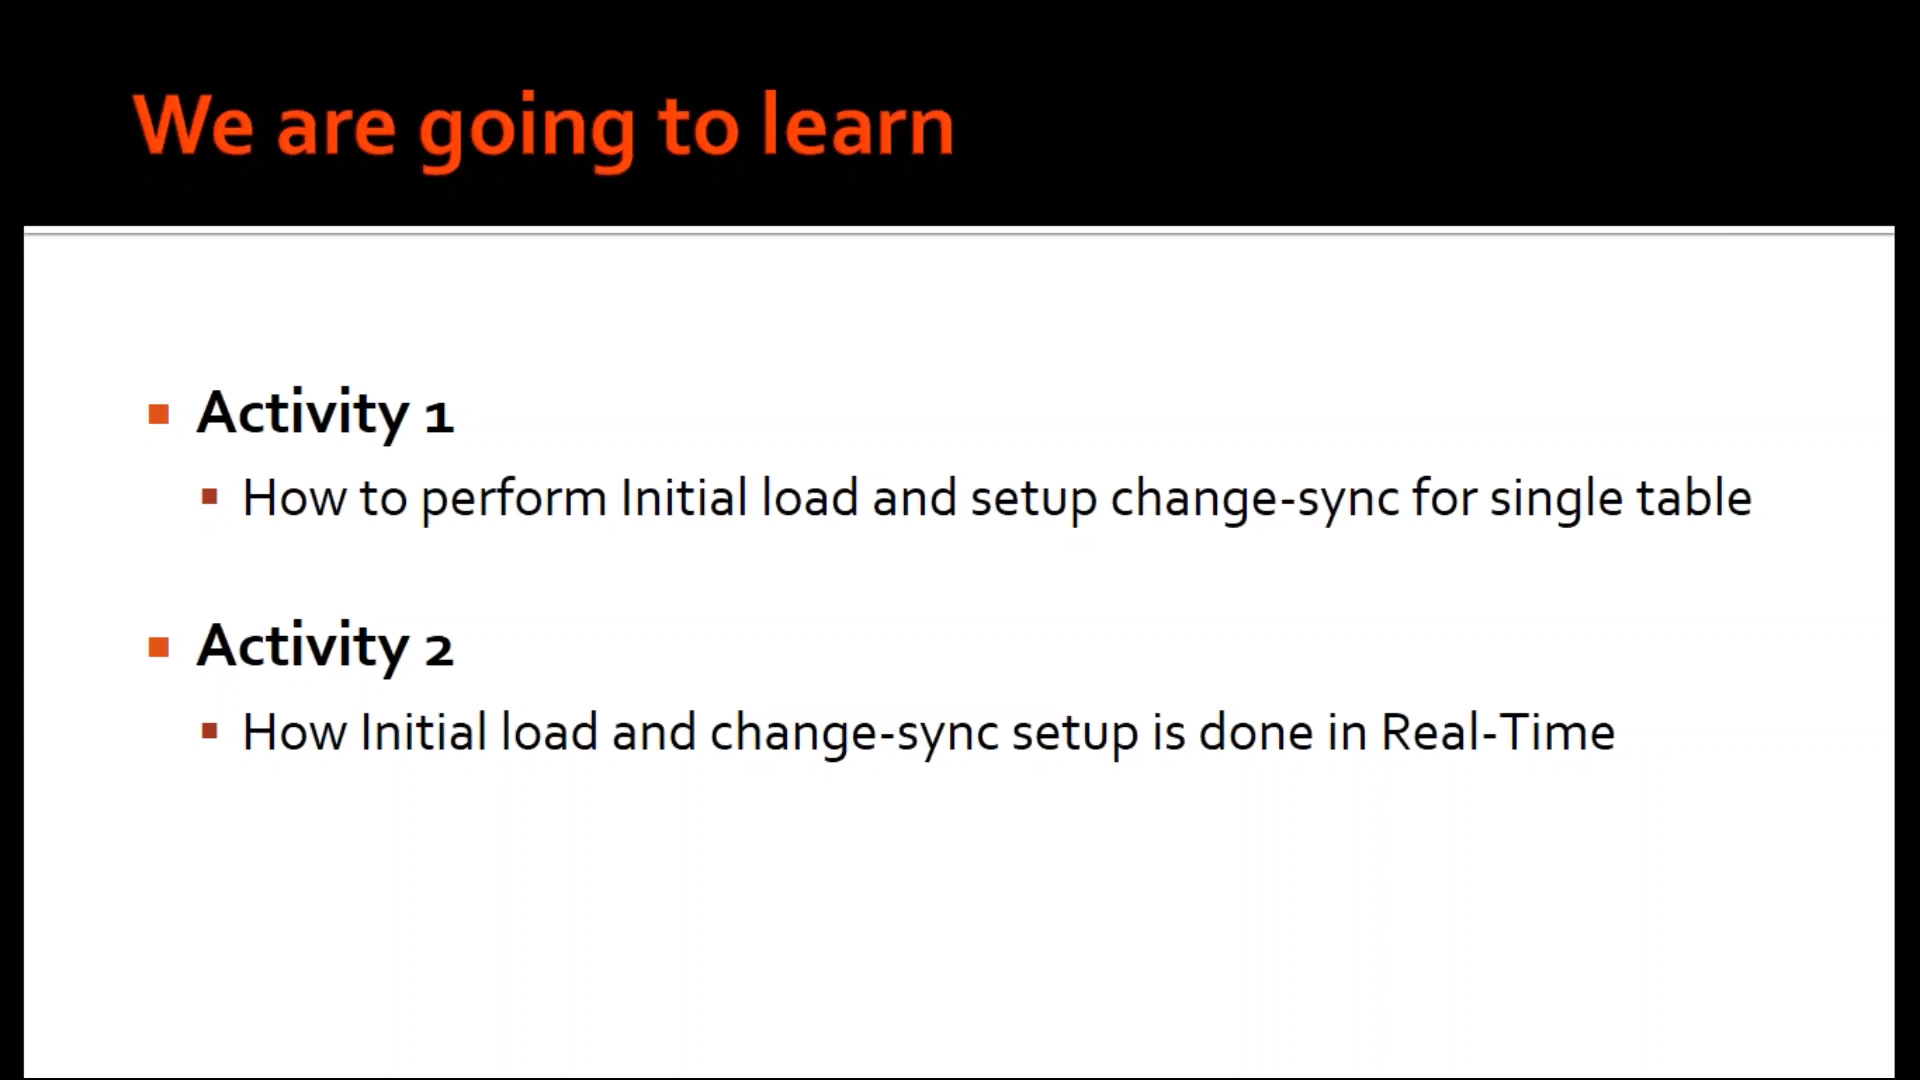 We are going to learn
Activity 1
How to perform Initial load and setup change-sync for single table
Activity 2
How Initial load and change-sync setup is done in Real-Time